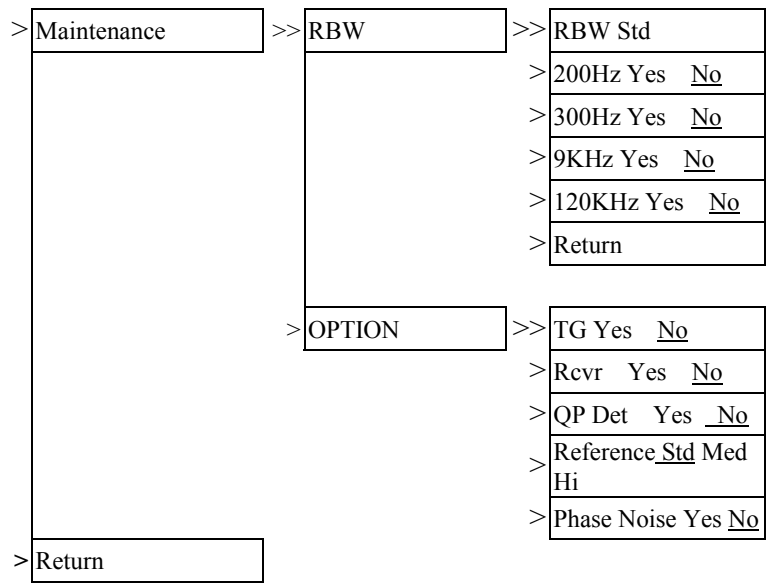 > Maintenance >> RBW >> RBW Std
> 200Hz Yes No
> 300Hz Yes No
> 9KHz Yes No
> 120KHz Yes No
> Return
> OPTION >> TG Yes No
> Rcvr Yes No
> QP Det Yes No
> Reference Std Med
Hi
> Phase Noise Yes No
> Return